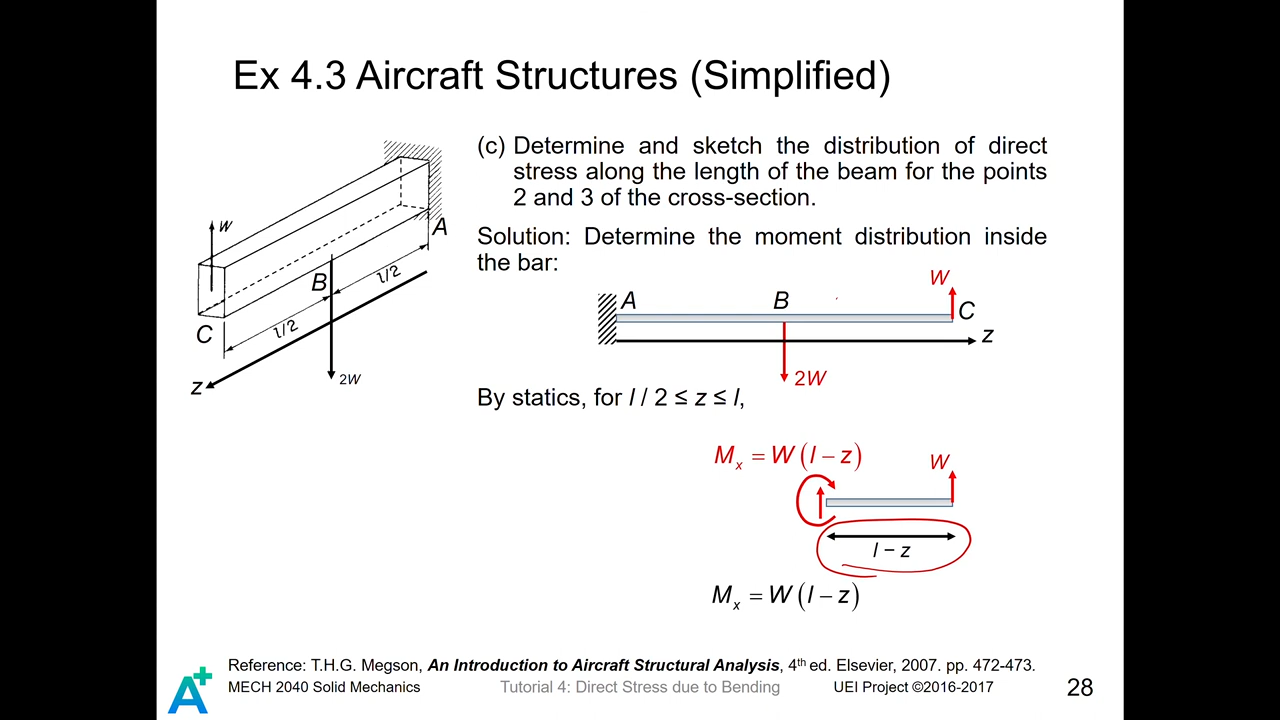 Ex 4.3 Aircraft Structures (Simplified)
(c) Determine and sketch the distribution of direct
stress along the length of the beam for the points
2 and 3 of the cross-section.
Solution: Determine the moment distribution inside
the bar:
W
A
B
l/2
C
l/2
z
2W
A
B
W
C
z
2W
By statics, for l / 2 ≤ z ≤ l,
Mₓ = W(l − z)
W
l − z
Mₓ = W(l − z)
Reference: T.H.G. Megson, An Introduction to Aircraft Structural Analysis, 4th ed. Elsevier, 2007. pp. 472-473.
A+
MECH 2040 Solid Mechanics
Tutorial 4: Direct Stress due to Bending
UEI Project ©2016-2017
28